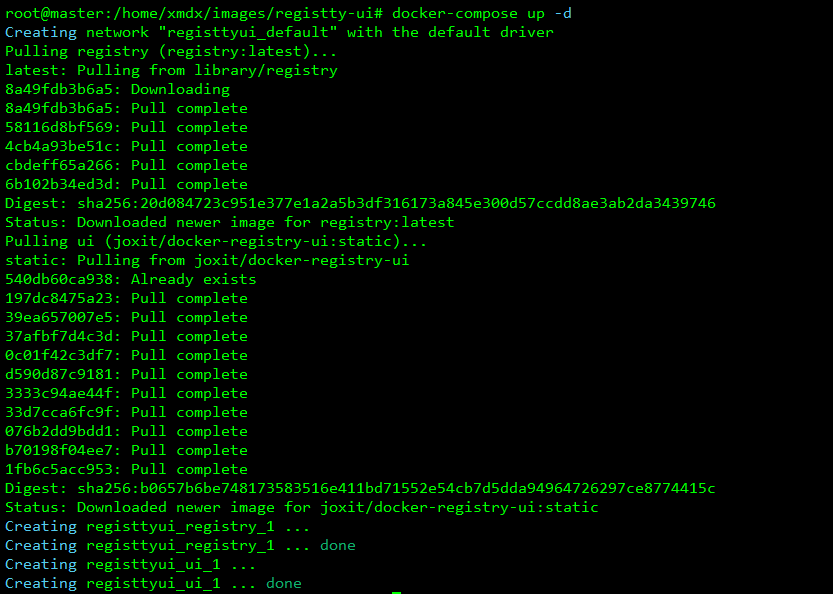 root@master:/home/xmdx/images/registty-ui# docker-compose up -d
Creating network "registtyui_default" with the default driver
Pulling registry (registry:latest)...
latest: Pulling from library/registry
8a49fdb3b6a5: Downloading
8a49fdb3b6a5: Pull complete
58116d8bf569: Pull complete
4cb4a93be51c: Pull complete
cbdeff65a266: Pull complete
6b102b34ed3d: Pull complete
Digest: sha256:20d084723c951e377e1a2a5b3df316173a845e300d57ccdd8ae3ab2da3439746
Status: Downloaded newer image for registry:latest
Pulling ui (joxit/docker-registry-ui:static)...
static: Pulling from joxit/docker-registry-ui
540db60ca938: Already exists
197dc8475a23: Pull complete
39ea657007e5: Pull complete
37afbf7d4c3d: Pull complete
0c01f42c3df7: Pull complete
d590d87c9181: Pull complete
3333c94ae44f: Pull complete
33d7cca6fc9f: Pull complete
076b2dd9bdd1: Pull complete
b70198f04ee7: Pull complete
1fb6c5acc953: Pull complete
Digest: sha256:b0657b6be748173583516e411bd71552e54cb7d5dda94964726297ce8774415c
Status: Downloaded newer image for joxit/docker-registry-ui:static
Creating registtyui_registry_1 ...
Creating registtyui_registry_1 ... done
Creating registtyui_ui_1 ...
Creating registtyui_ui_1 ... done